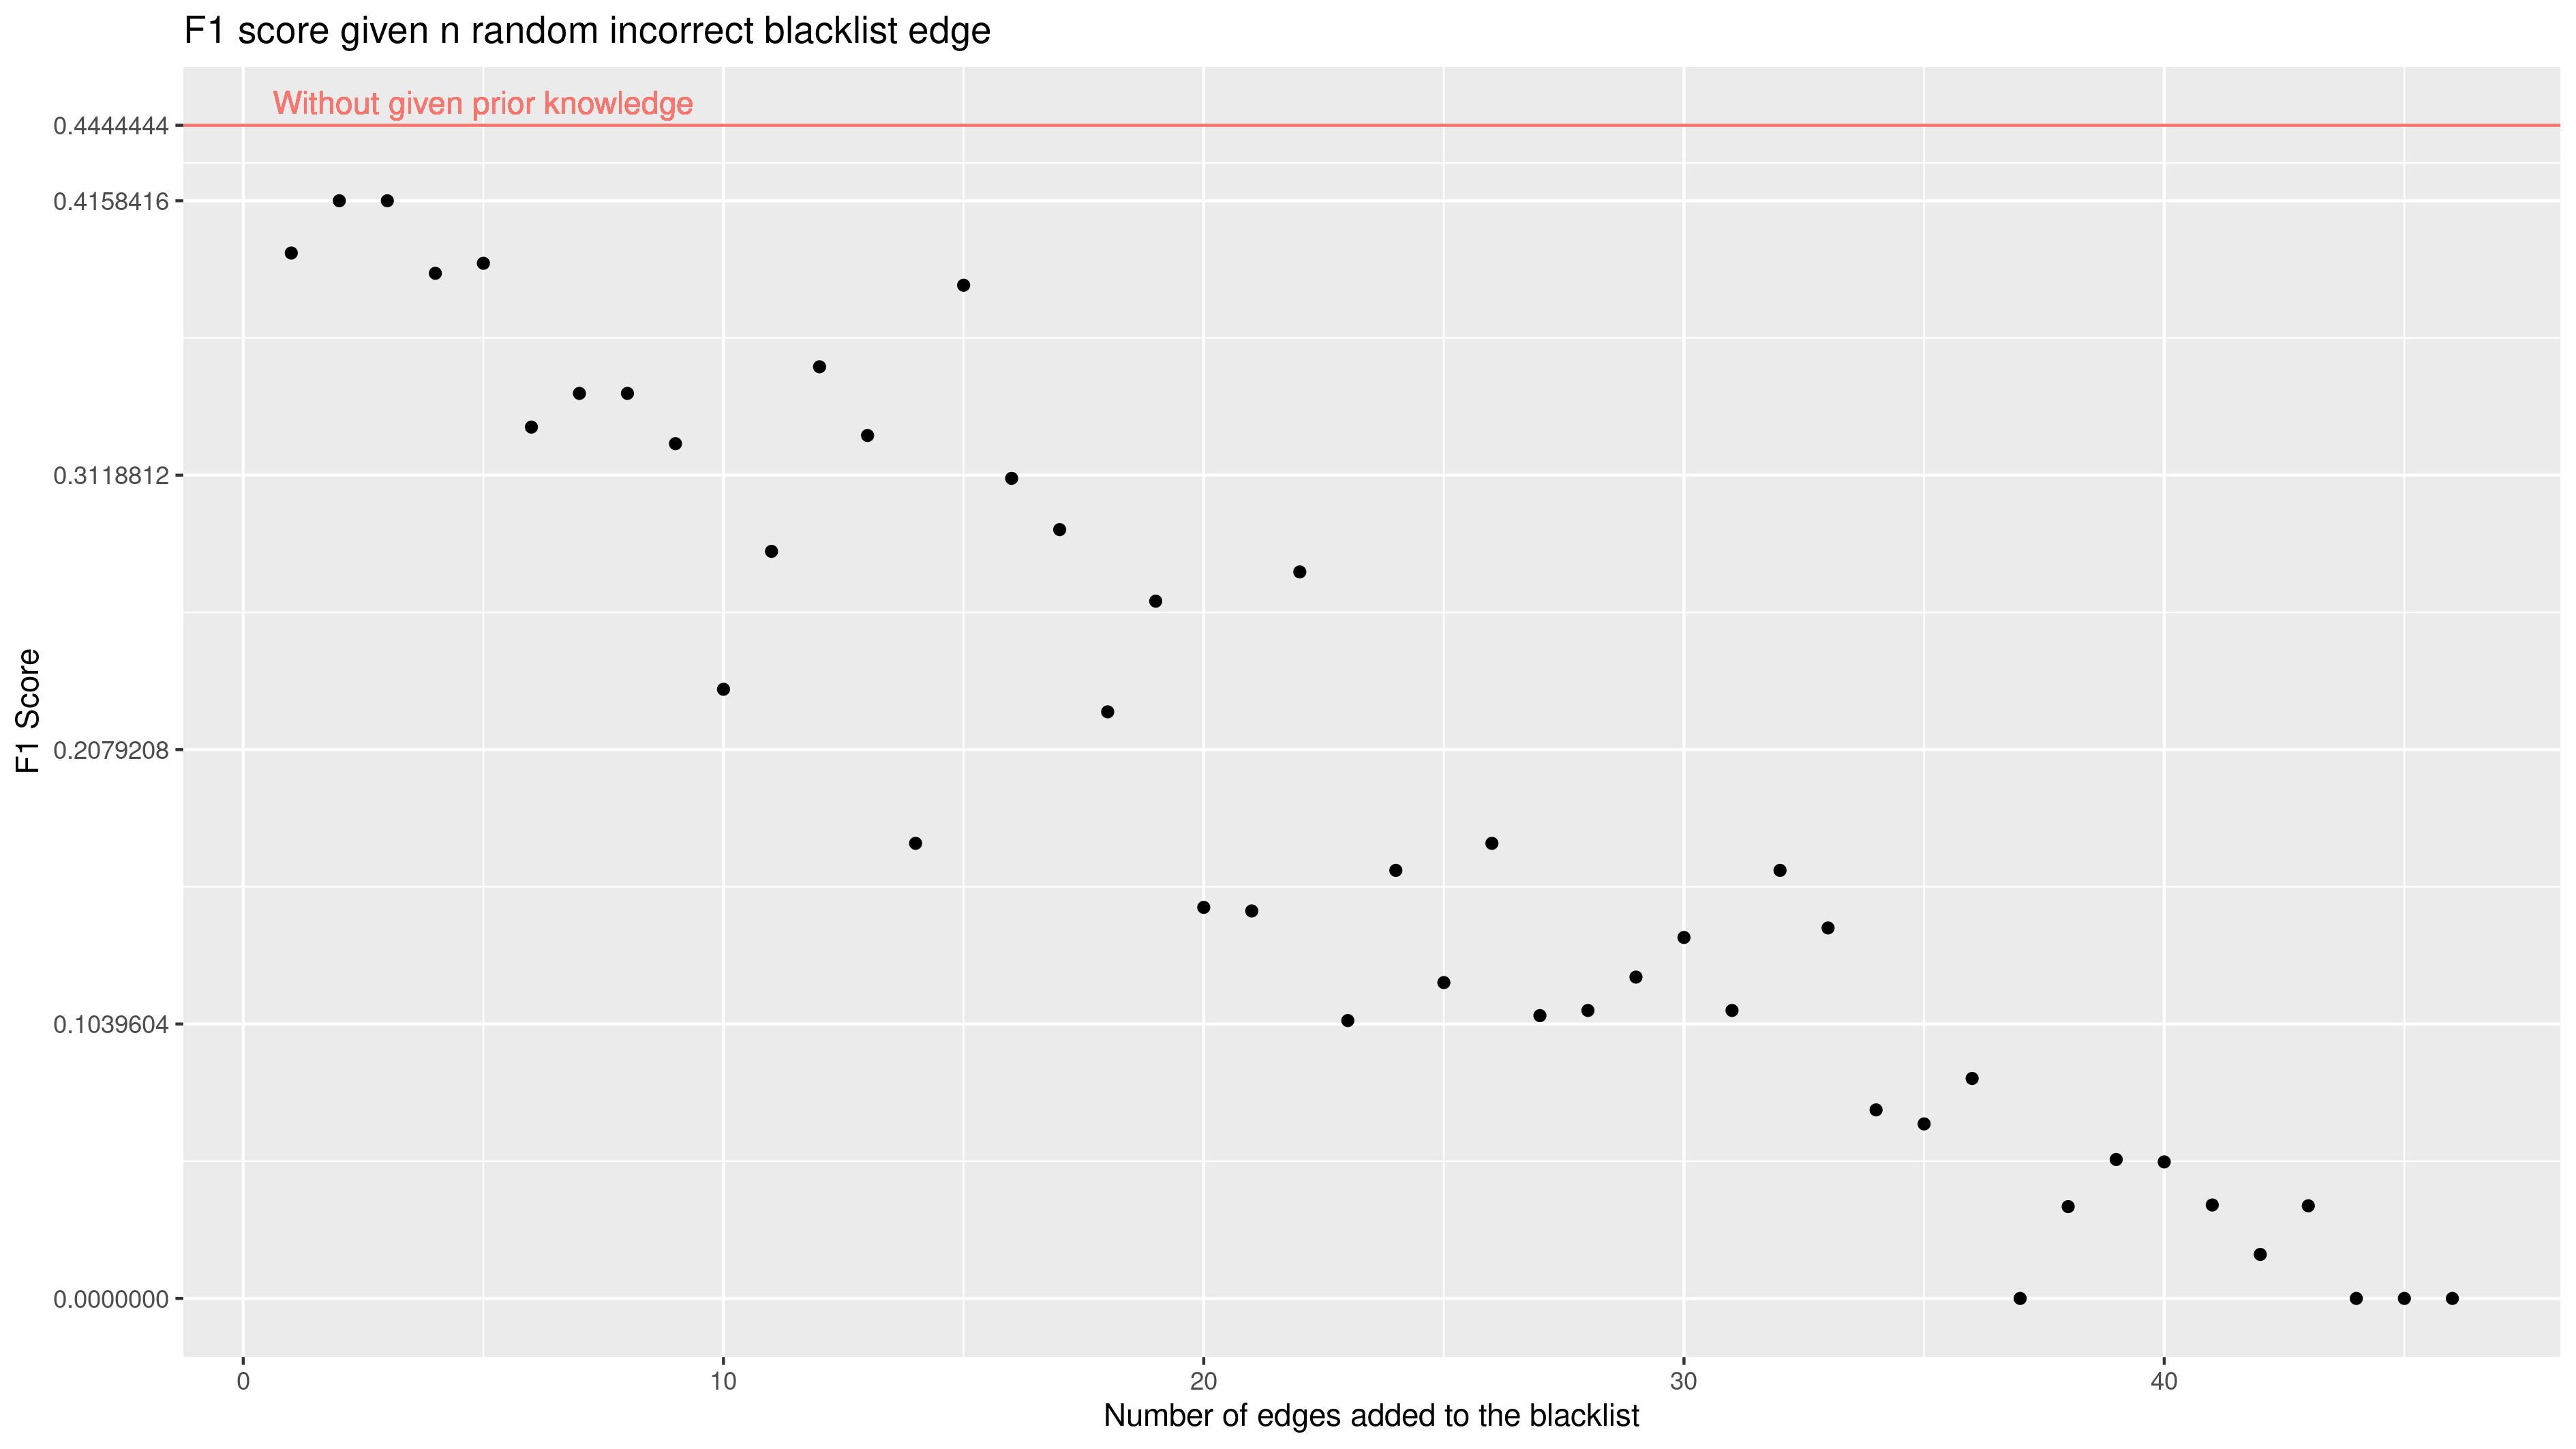 F1 score given n random incorrect blacklist edge
Without given prior knowledge
0.4444444
0.4158416
0.3118812
0.2079208
0.1039604
0.0000000
F1 Score
0 10 20 30 40
Number of edges added to the blacklist